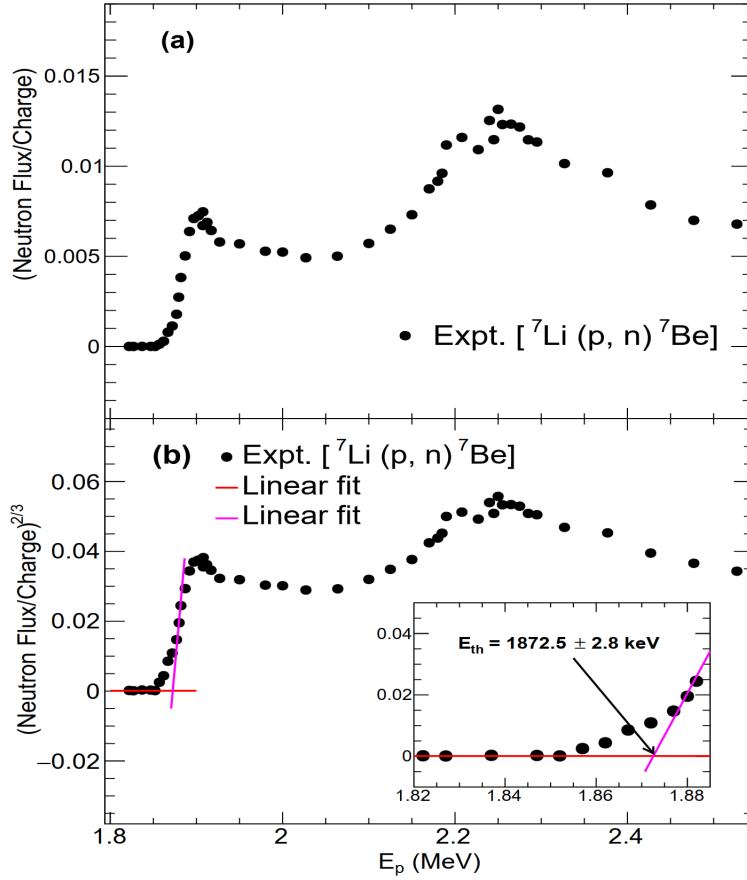 (a)
(Neutron Flux/Charge)
0.015
0.01
0.005
0
Expt. [ ⁷Li (p, n) ⁷Be]
(b)
Expt. [ ⁷Li (p, n) ⁷Be]
Linear fit
Linear fit
(Neutron Flux/Charge)²/³
0.06
0.04
0.02
0
−0.02
E_th = 1872.5 ± 2.8 keV
0.04
0.02
0
1.82 1.84 1.86 1.88
1.8 2 2.2 2.4
E_p (MeV)